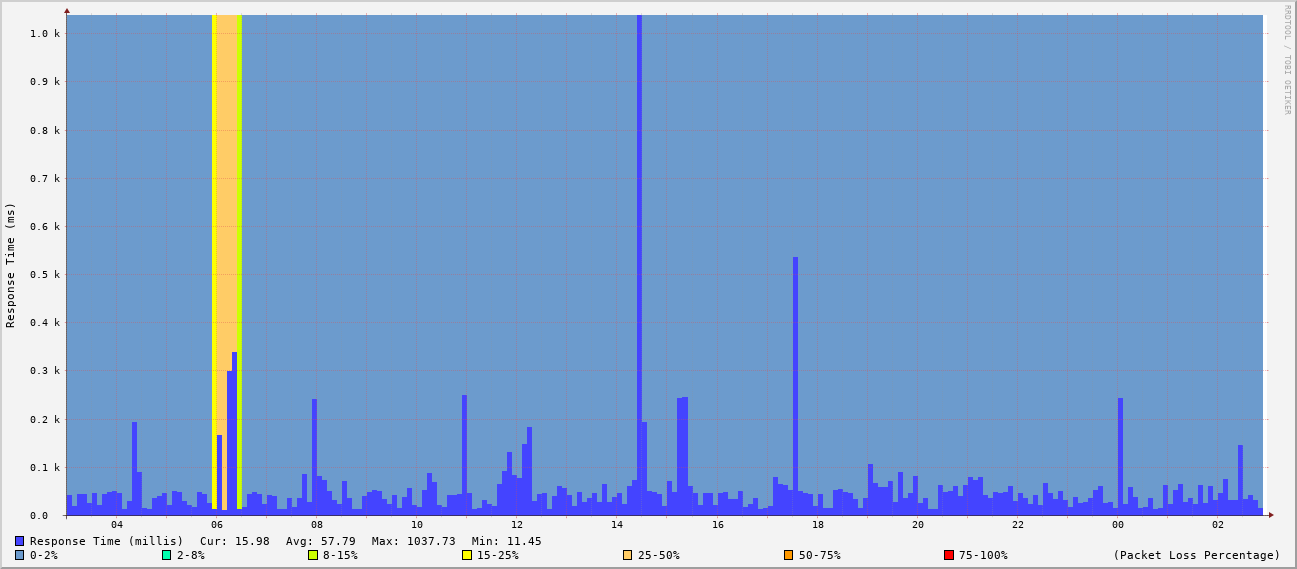 RRDTOOL / TOBI OETIKER
Response Time (ms)
1.0 k
0.9 k
0.8 k
0.7 k
0.6 k
0.5 k
0.4 k
0.3 k
0.2 k
0.1 k
0.0
04 06 08 10 12 14 16 18 20 22 00 02
Response Time (millis) Cur: 15.98 Avg: 57.79 Max: 1037.73 Min: 11.45
0-2% 2-8% 8-15% 15-25% 25-50% 50-75% 75-100% (Packet Loss Percentage)